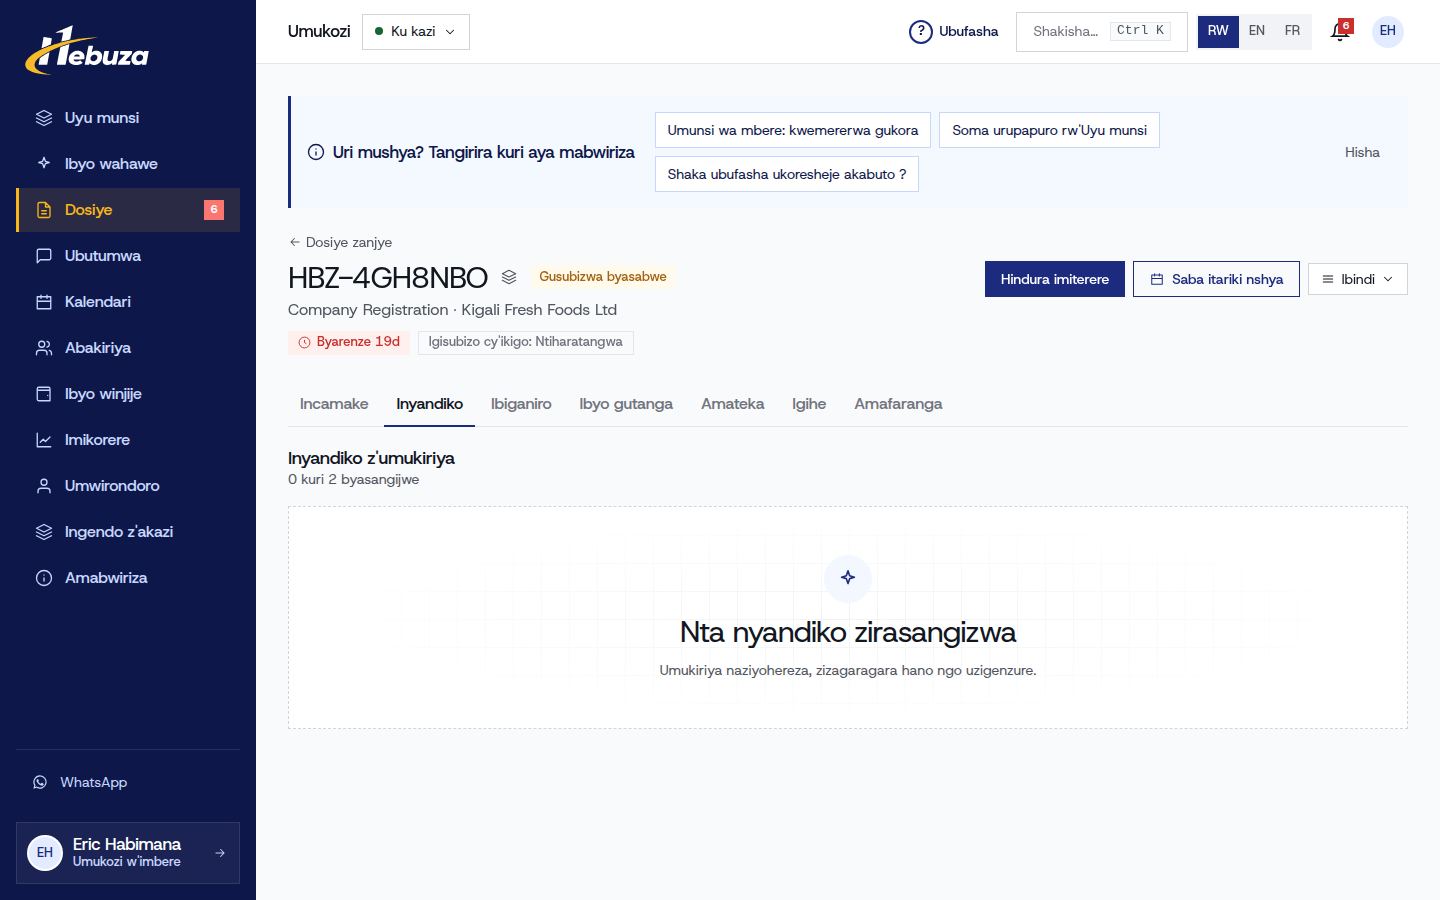 Hebuza
Uyu munsi
Ibyo wahawe
Dosiye 6
Ubutumwa
Kalendari
Abakiriya
Ibyo winjije
Imikorere
Umwirondoro
Ingendo z'akazi
Amabwiriza
WhatsApp
EH
Eric Habimana
Umukozi w'imbere
Umukozi
Ku kazi
? Ubufasha
Shakisha... Ctrl K
RW EN FR
6
EH
Uri mushya? Tangirira kuri aya mabwiriza
Umunsi wa mbere: kwemererwa gukora
Soma urupapuro rw'Uyu munsi
Shaka ubufasha ukoresheje akabuto ?
Hisha
← Dosiye zanjye
HBZ-4GH8NBO
Gusubizwa byasabwe
Hindura imiterere
Saba itariki nshya
Ibindi
Company Registration · Kigali Fresh Foods Ltd
Byarenze 19d
Igisubizo cy'ikigo: Ntiharatangwa
Incamake Inyandiko Ibiganiro Ibyo gutanga Amateka Igihe Amafaranga
Inyandiko z'umukiriya
0 kuri 2 byasangijwe
Nta nyandiko zirasangizwa
Umukiriya naziyohereza, zizagaragara hano ngo uzigenzure.